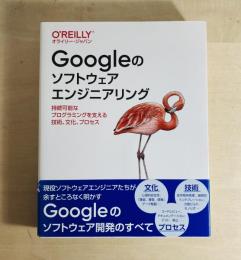 O'REILLY®
オライリー・ジャパン
Googleの
ソフトウェア
エンジニアリング
持続可能な
プログラミングを支える
技術、文化、プロセス
現役ソフトウェアエンジニアたちが
余すところなく明かす
Googleの
ソフトウェア開発のすべて
文化
技術
プロセス